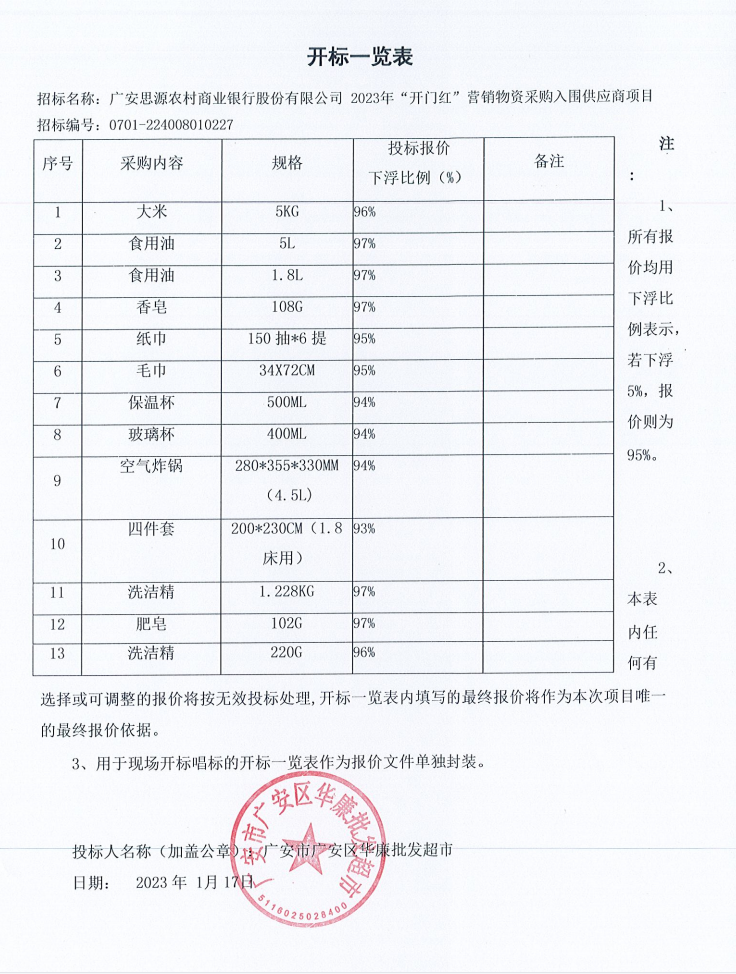 开标一览表
招标名称：广安思源农村商业银行股份有限公司 2023年“开门红”营销物资采购入围供应商项目
招标编号：0701-224008010227
序号 采购内容 规格 投标报价 下浮比例（%） 备注
1 大米 5KG 96%
2 食用油 5L 97%
3 食用油 1.8L 97%
4 香皂 108G 97%
5 纸巾 150抽*6提 95%
6 毛巾 34X72CM 95%
7 保温杯 500ML 94%
8 玻璃杯 400ML 94%
9 空气炸锅 280*355*330MM（4.5L） 94%
10 四件套 200*230CM（1.8床用） 93%
11 洗洁精 1.228KG 97%
12 肥皂 102G 97%
13 洗洁精 220G 96%
注
：
1、
所有报
价均用
下浮比
例表示，
若下浮
5%，报
价则为
95%。
2、
本表
内任
何有
选择或可调整的报价将按无效投标处理,开标一览表内填写的最终报价将作为本次项目唯一
的最终报价依据。
3、用于现场开标唱标的开标一览表作为报价文件单独封装。
投标人名称（加盖公章）：广安市广安区华廉批发超市
日期： 2023年 1月17日
广安市广安区华廉批发超市
5116025028400